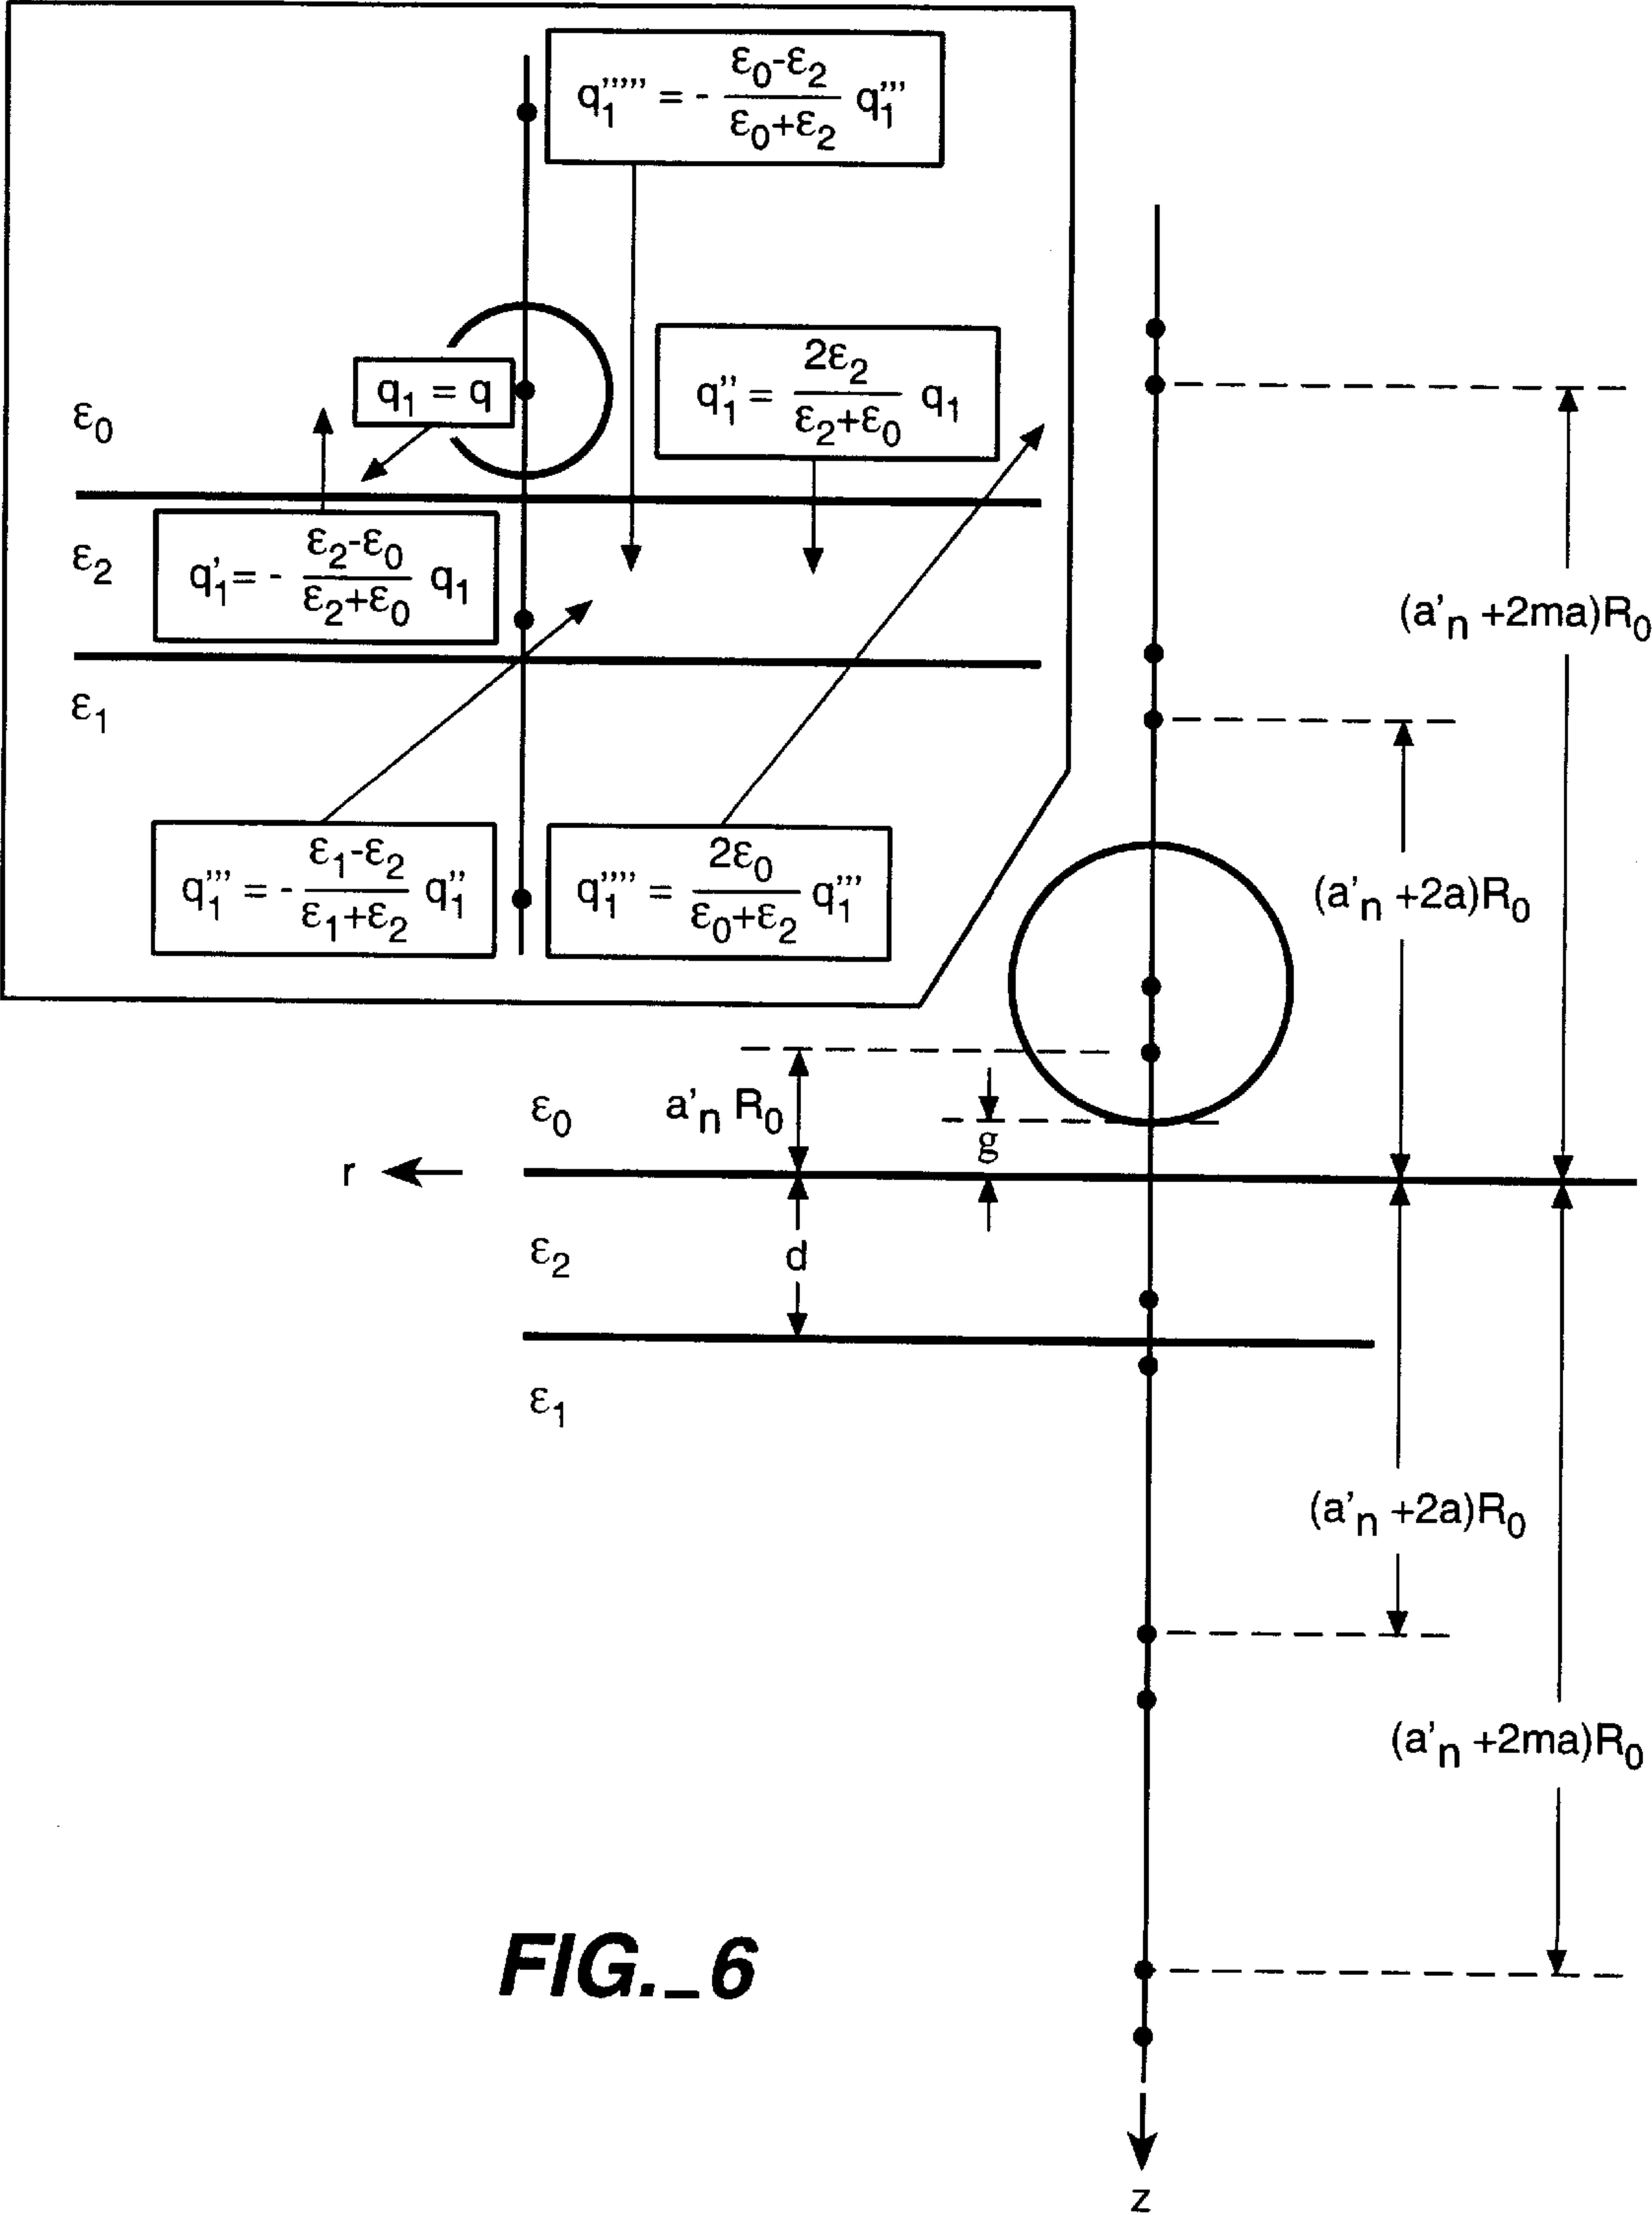 q₁''''' = - (ε₀-ε₂)/(ε₀+ε₂) q₁'''
q₁ = q
q₁'' = 2ε₂/(ε₂+ε₀) q₁
ε₀
ε₂
q₁' = - (ε₂-ε₀)/(ε₂+ε₀) q₁
ε₁
q₁''' = - (ε₁-ε₂)/(ε₁+ε₂) q₁''
q₁'''' = 2ε₀/(ε₀+ε₂) q₁'''
(a'ₙ +2ma)R₀
(a'ₙ +2a)R₀
ε₀
a'ₙ R₀
g
r
ε₂
d
ε₁
(a'ₙ +2a)R₀
(a'ₙ +2ma)R₀
FIG._6
z